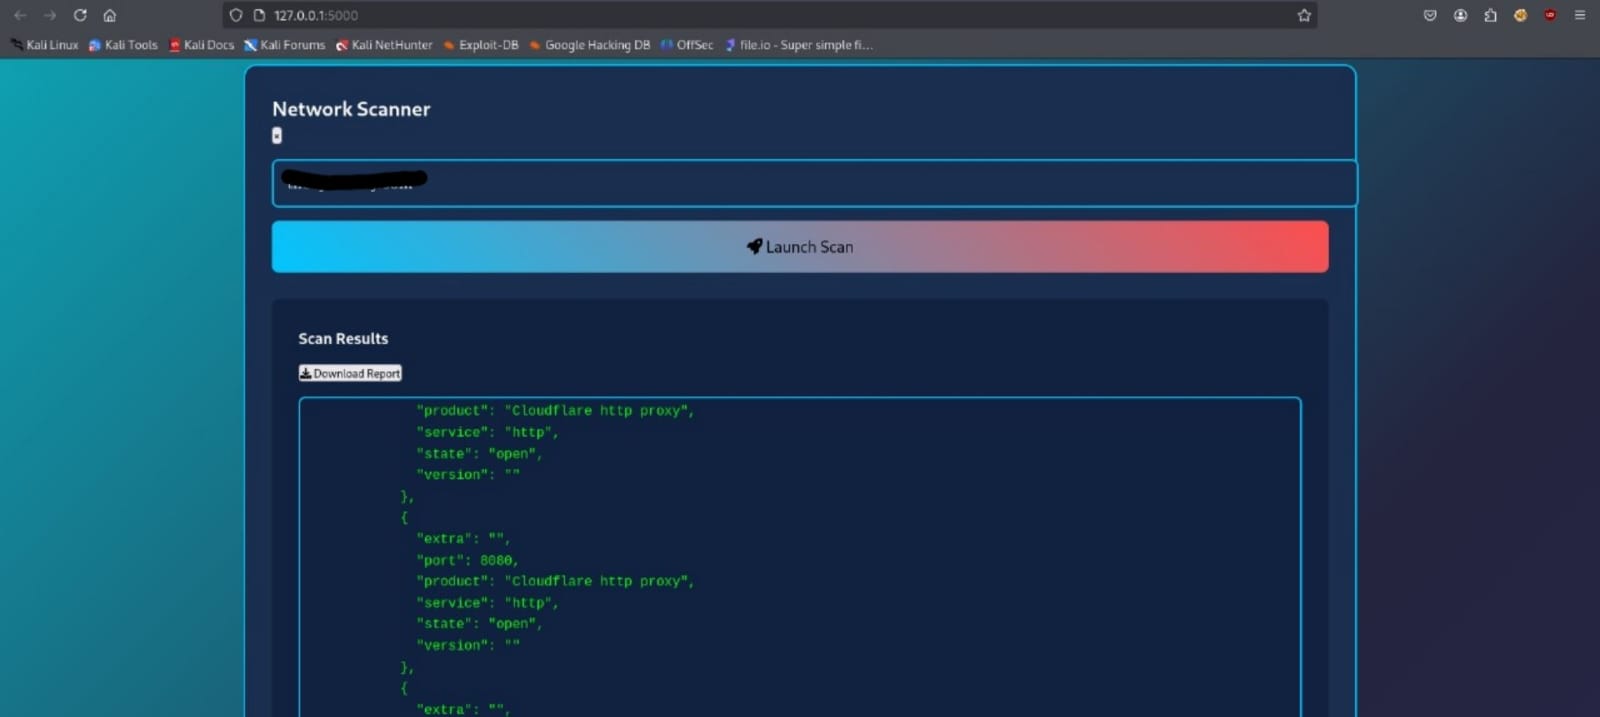 127.0.0.1:5000
Kali Linux Kali Tools Kali Docs Kali Forums Kali NetHunter Exploit-DB Google Hacking DB OffSec file.io - Super simple fi...
Network Scanner
Launch Scan
Scan Results
Download Report
"product": "Cloudflare http proxy",
"service": "http",
"state": "open",
"version": ""
},
{
"extra": "",
"port": 8080,
"product": "Cloudflare http proxy",
"service": "http",
"state": "open",
"version": ""
},
{
"extra": "",